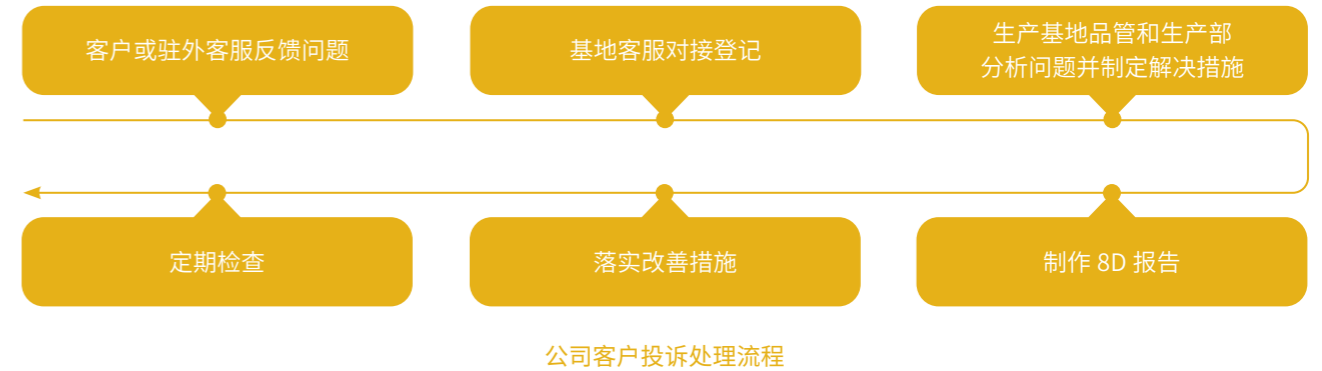 客户或驻外客服反馈问题
基地客服对接登记
生产基地品管和生产部
分析问题并制定解决措施
制作 8D 报告
落实改善措施
定期检查
公司客户投诉处理流程